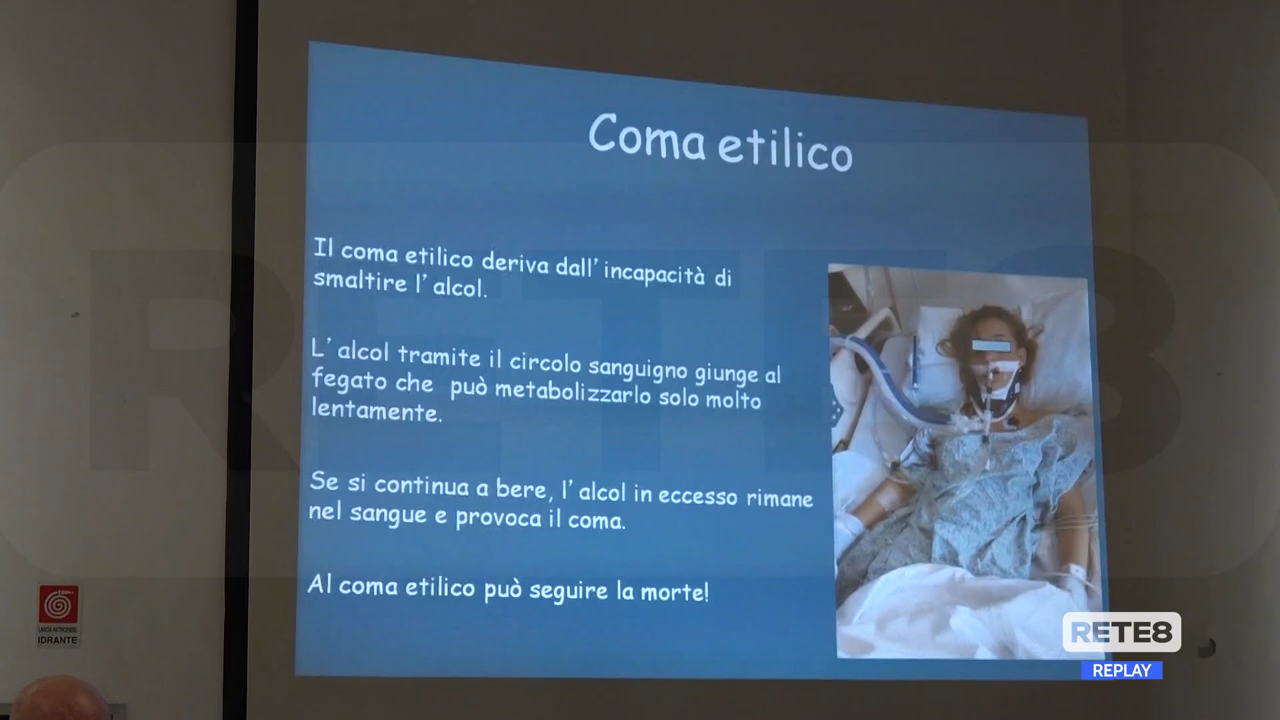 Coma etilico
Il coma etilico deriva dall'incapacità di
smaltire l'alcol.
L'alcol tramite il circolo sanguigno giunge al
fegato che può metabolizzarlo solo molto
lentamente.
Se si continua a bere, l'alcol in eccesso rimane
nel sangue e provoca il coma.
Al coma etilico può seguire la morte!
IDRANTE
RETE8
RETE8
REPLAY